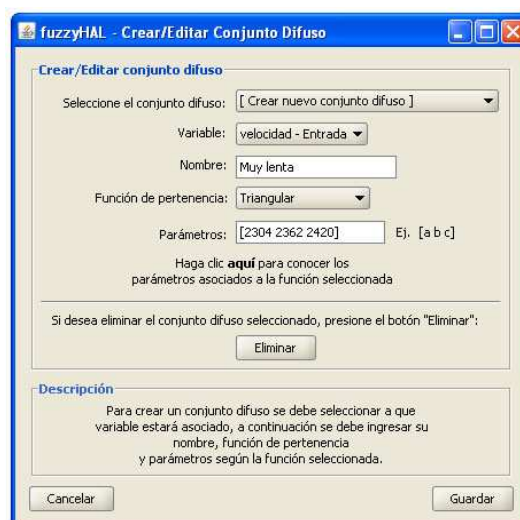 fuzzyHAL - Crear/Editar Conjunto Difuso
Crear/Editar conjunto difuso
Seleccione el conjunto difuso: [ Crear nuevo conjunto difuso ]
Variable: velocidad - Entrada
Nombre: Muy lenta
Función de pertenencia: Triangular
Parámetros: [2304 2362 2420] Ej. [a b c]
Haga clic aquí para conocer los
parámetros asociados a la función seleccionada
Si desea eliminar el conjunto difuso seleccionado, presione el botón "Eliminar":
Eliminar
Descripción
Para crear un conjunto difuso se debe seleccionar a que
variable estará asociado, a continuación se debe ingresar su
nombre, función de pertenencia
y parámetros según la función seleccionada.
Cancelar Guardar